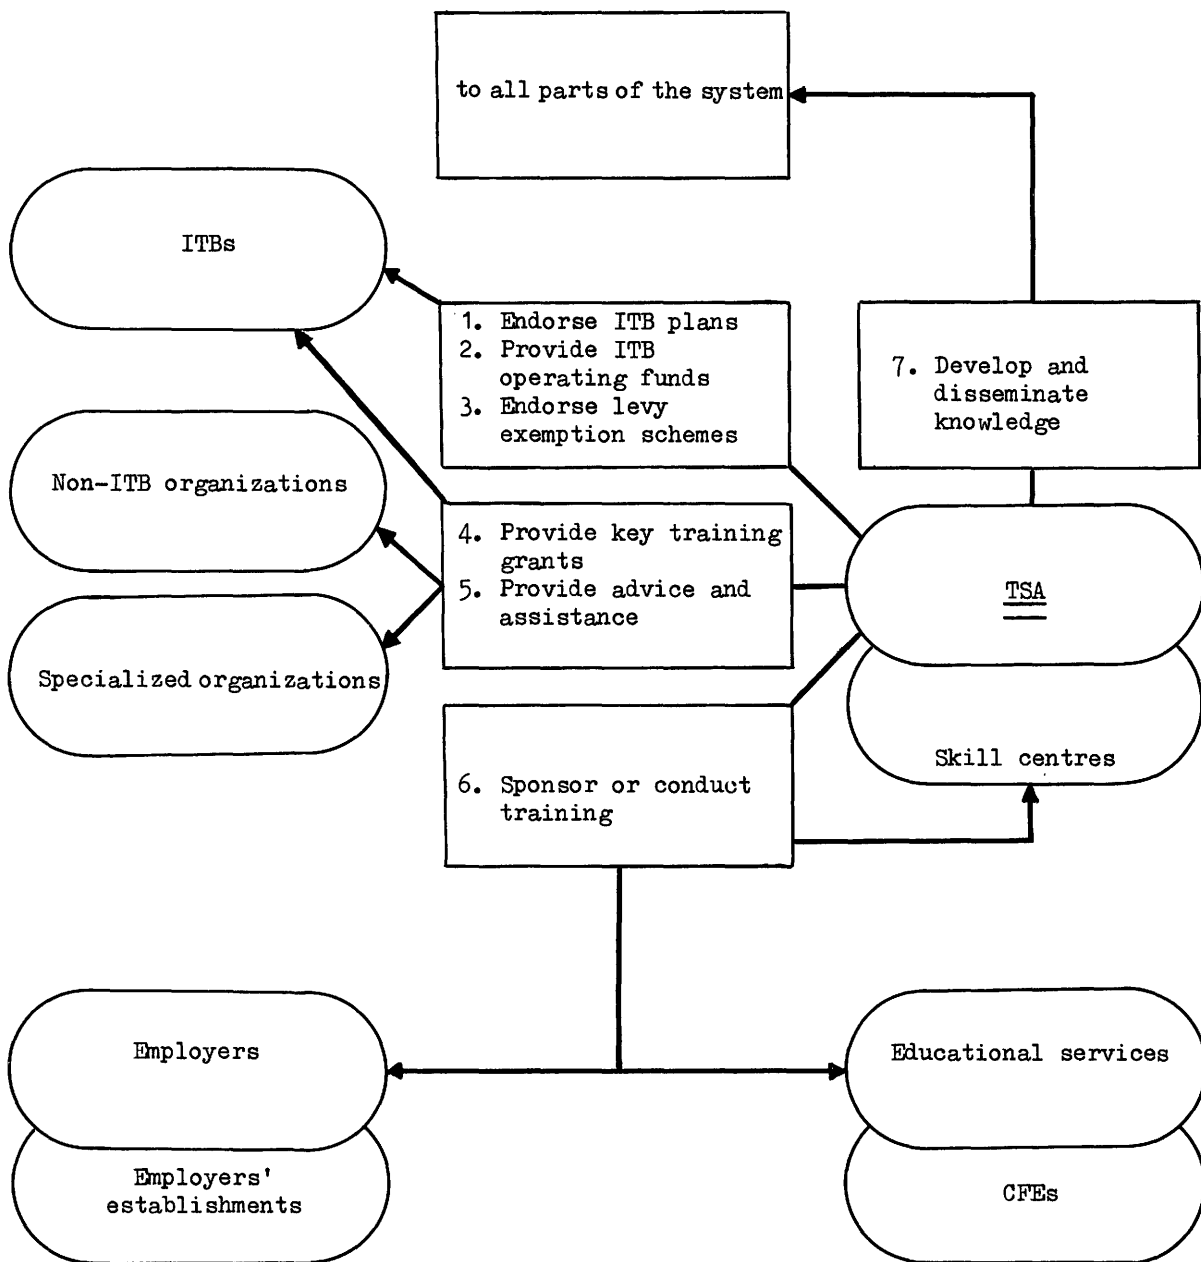 to all parts of the system
ITBs
1. Endorse ITB plans
2. Provide ITB
operating funds
3. Endorse levy
exemption schemes
7. Develop and
disseminate
knowledge
Non-ITB organizations
4. Provide key training
grants
5. Provide advice and
assistance
TSA
Specialized organizations
Skill centres
6. Sponsor or conduct
training
Employers
Educational services
Employers'
establishments
CFEs